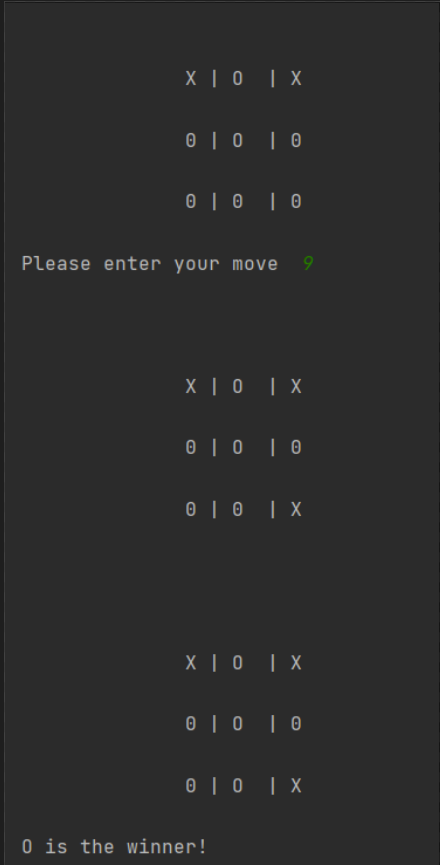 X | O  | X
0 | O  | 0
0 | 0  | 0
Please enter your move  9
X | O  | X
0 | O  | 0
0 | 0  | X
X | O  | X
0 | O  | 0
0 | O  | X
O is the winner!